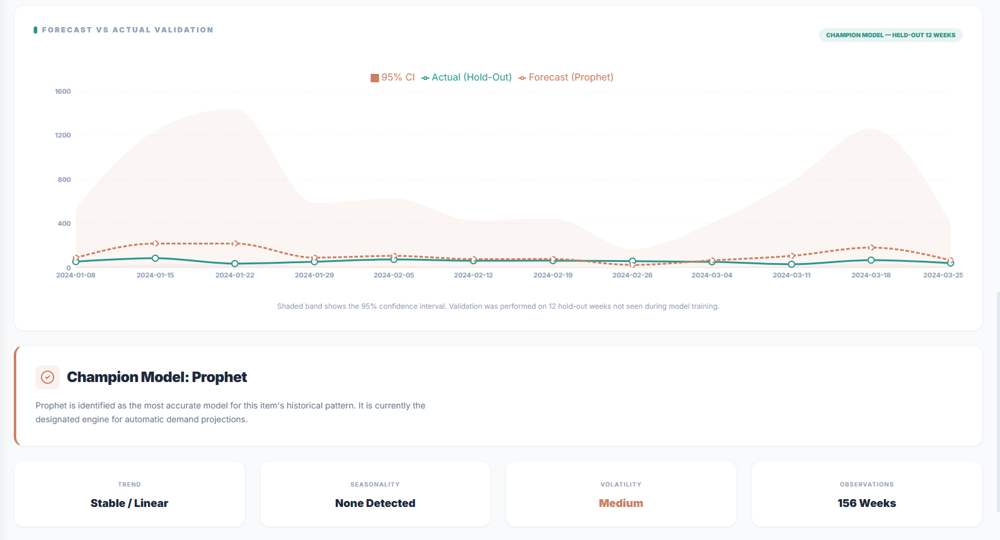 FORECAST VS ACTUAL VALIDATION
CHAMPION MODEL — HELD-OUT 12 WEEKS
95% CI Actual (Hold-Out) Forecast (Prophet)
1600
1200
800
400
0
2024-01-08 2024-01-15 2024-01-22 2024-01-29 2024-02-05 2024-02-12 2024-02-19 2024-02-26 2024-03-04 2024-03-11 2024-03-18 2024-03-25
Shaded band shows the 95% confidence interval. Validation was performed on 12 hold-out weeks not seen during model training.
Champion Model: Prophet
Prophet is identified as the most accurate model for this item's historical pattern. It is currently the
designated engine for automatic demand projections.
TREND
Stable / Linear
SEASONALITY
None Detected
VOLATILITY
Medium
OBSERVATIONS
156 Weeks